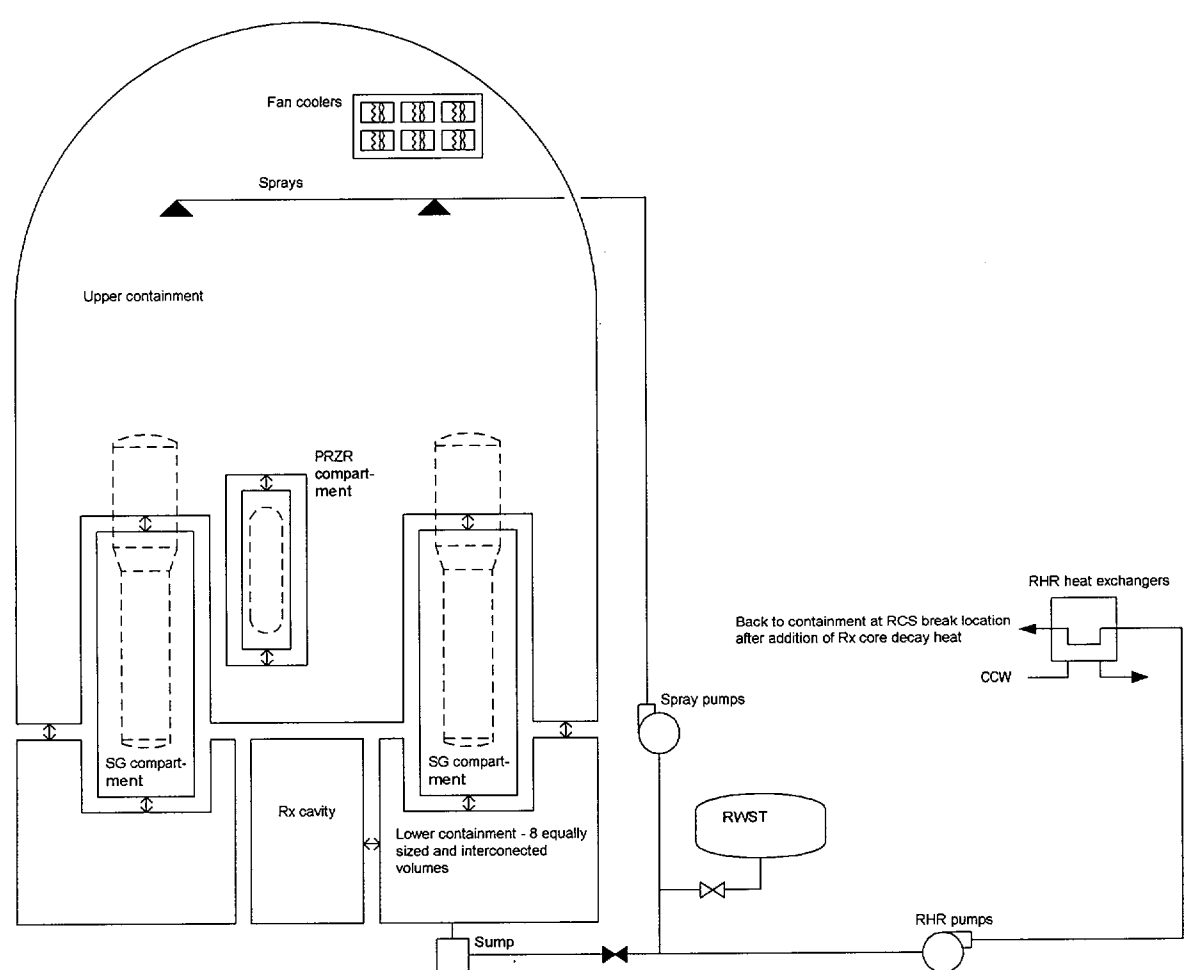 Fan coolers
Sprays
Upper containment
PRZR
compart-
ment
RHR heat exchangers
Back to containment at RCS break location
after addition of Rx core decay heat
CCW
Spray pumps
SG compart-
ment
SG compart-
ment
Rx cavity
RWST
Lower containment - 8 equally
sized and interconected
volumes
RHR pumps
Sump